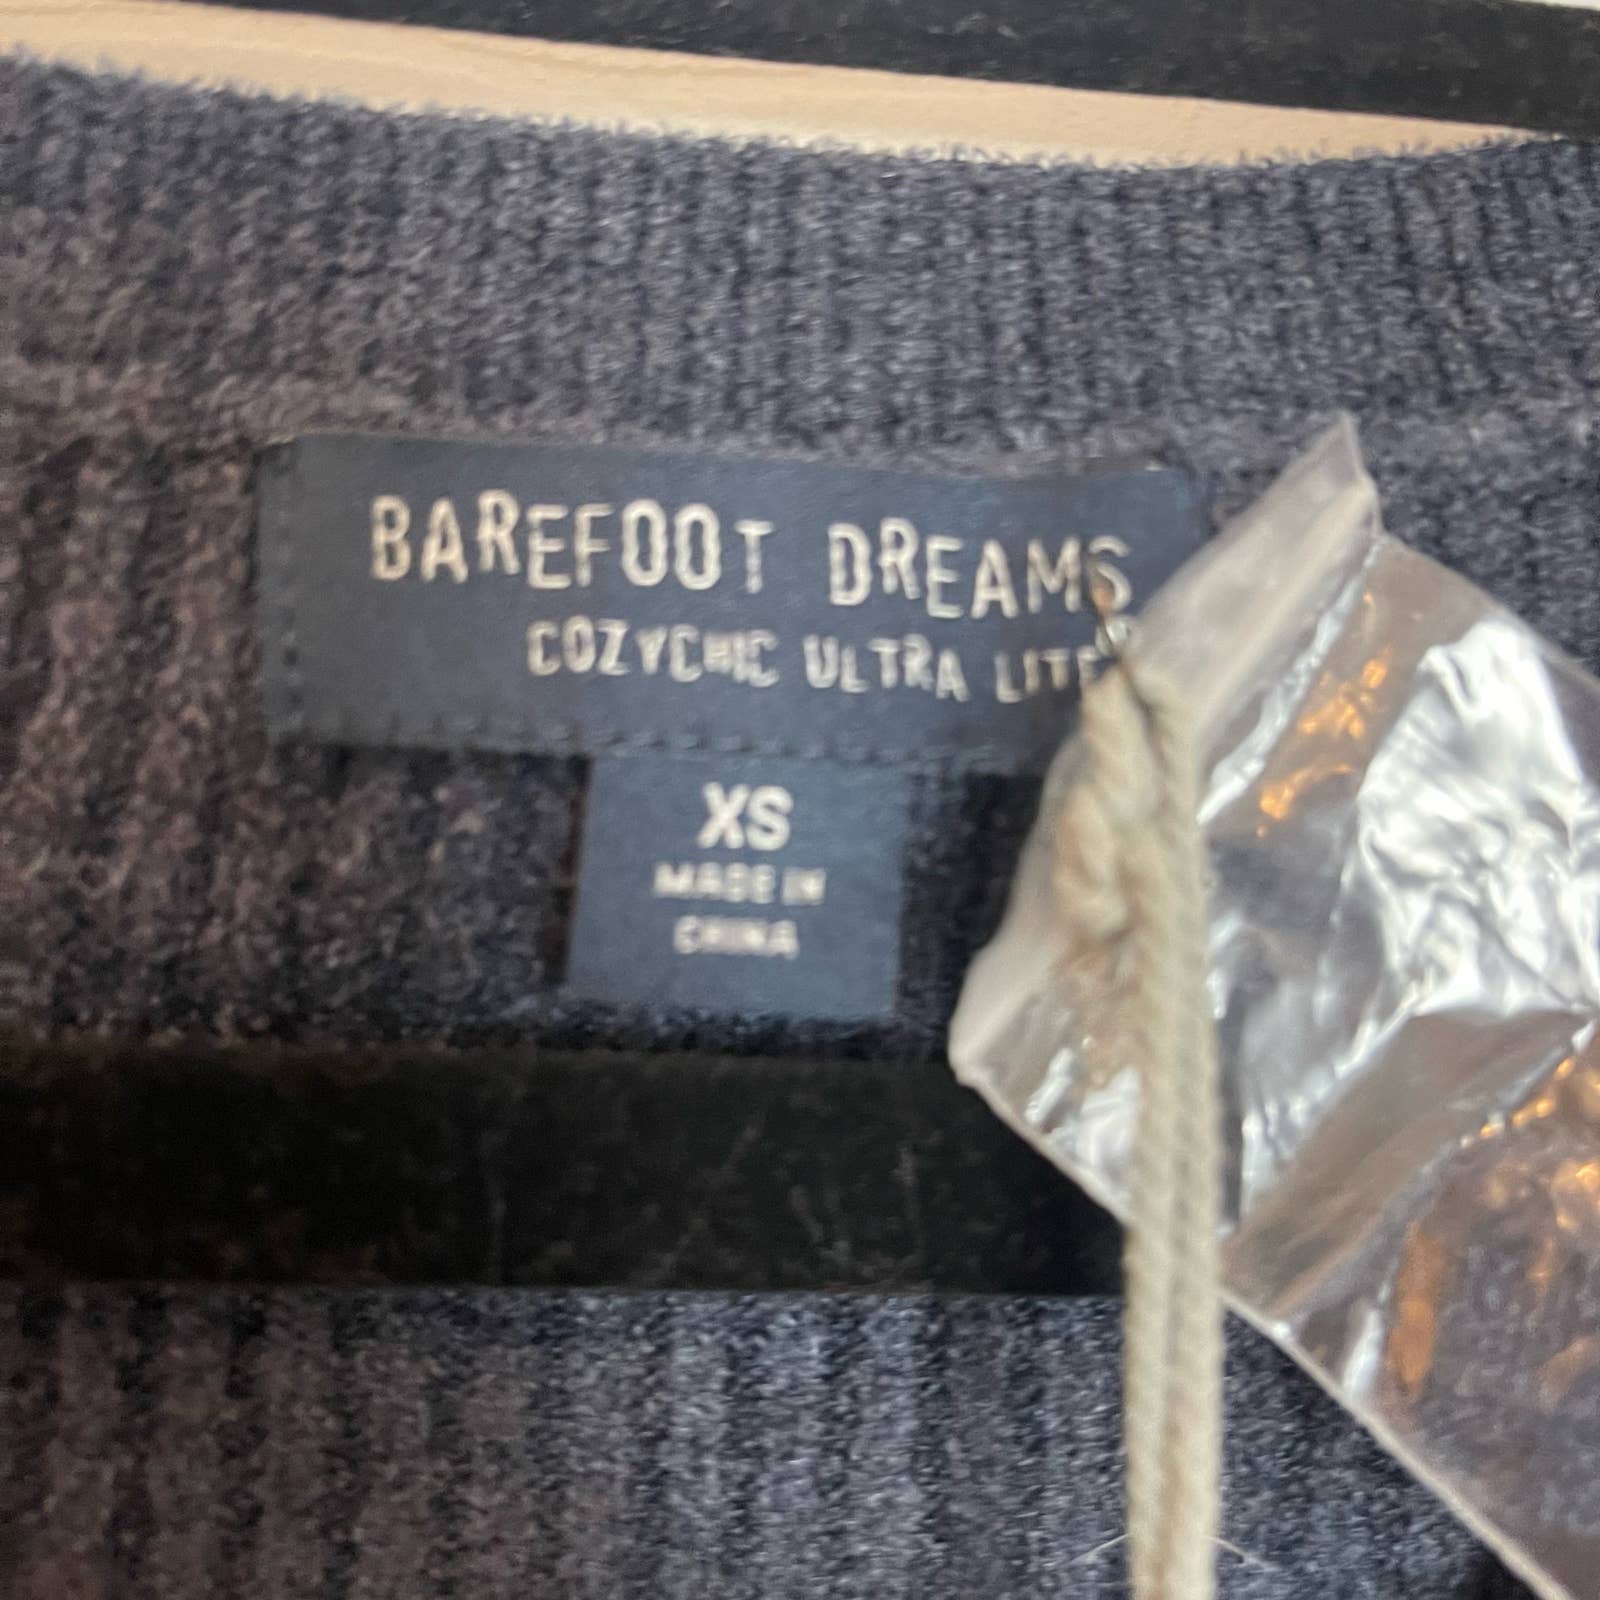 BAREFOOT DREAMS
COZYCHIC ULTRA LITE®
XS
MADE IN
CHINA